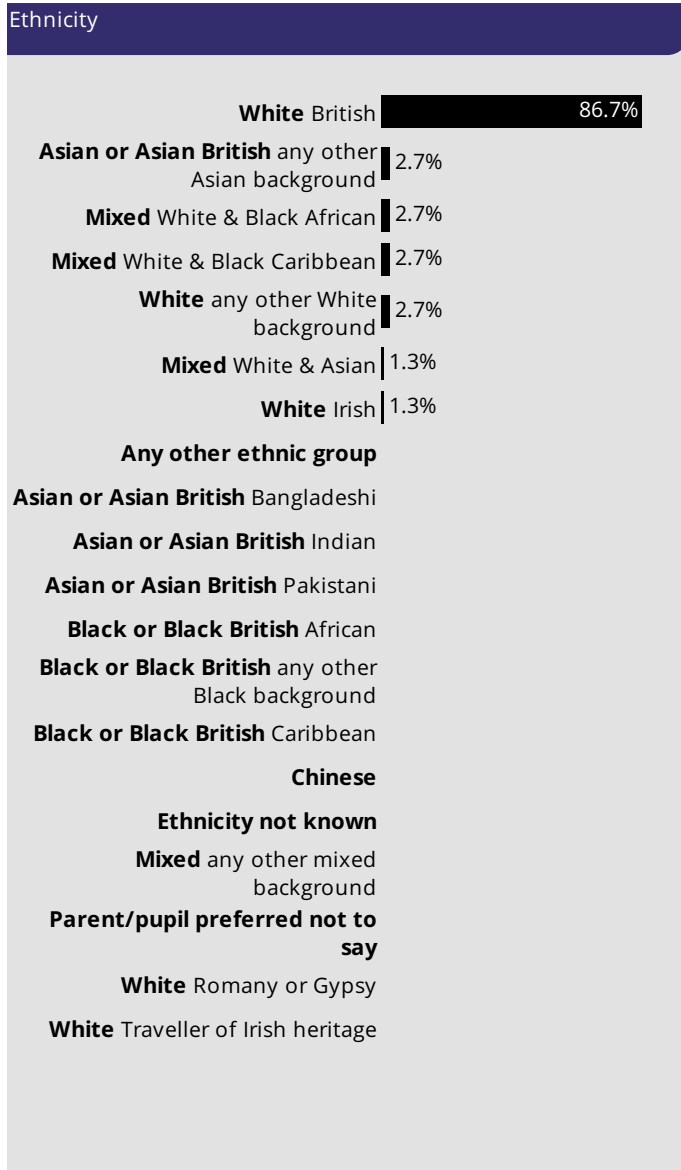 Ethnicity
White British 86.7%
Asian or Asian British any other
Asian background 2.7%
Mixed White & Black African 2.7%
Mixed White & Black Caribbean 2.7%
White any other White
background 2.7%
Mixed White & Asian 1.3%
White Irish 1.3%
Any other ethnic group
Asian or Asian British Bangladeshi
Asian or Asian British Indian
Asian or Asian British Pakistani
Black or Black British African
Black or Black British any other
Black background
Black or Black British Caribbean
Chinese
Ethnicity not known
Mixed any other mixed
background
Parent/pupil preferred not to
say
White Romany or Gypsy
White Traveller of Irish heritage